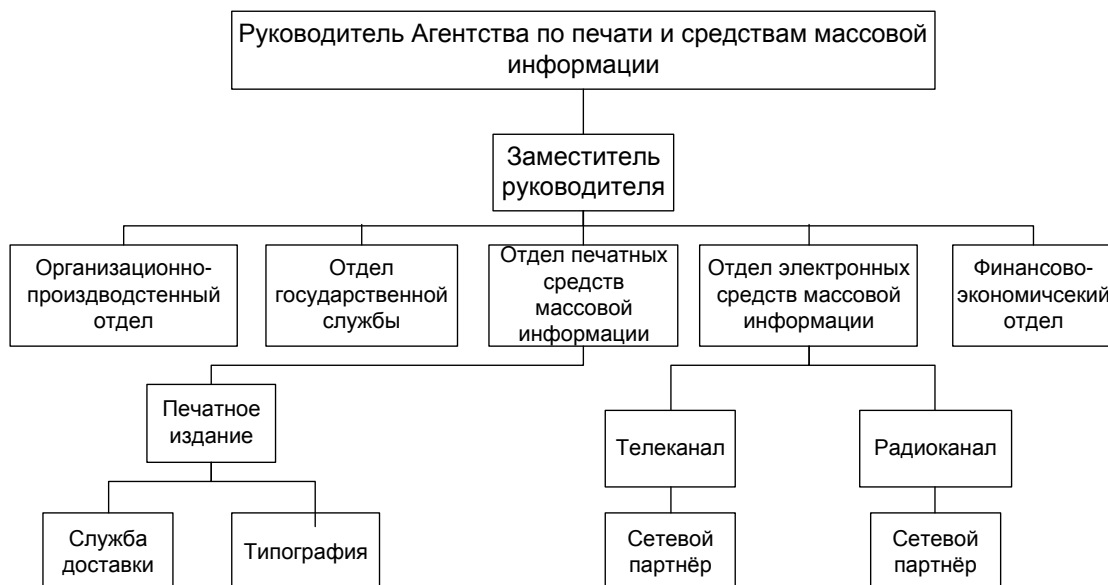 Руководитель Агентства по печати и средствам массовой
информации
Заместитель
руководителя
Организационно-
произдводстенный
отдел
Отдел
государственной
службы
Отдел печатных
средств
массовой
информации
Отдел электронных
средств массовой
информации
Финансово-
экономичсекий
отдел
Печатное
издание
Телеканал
Радиоканал
Служба
доставки
Типография
Сетевой
партнёр
Сетевой
партнёр